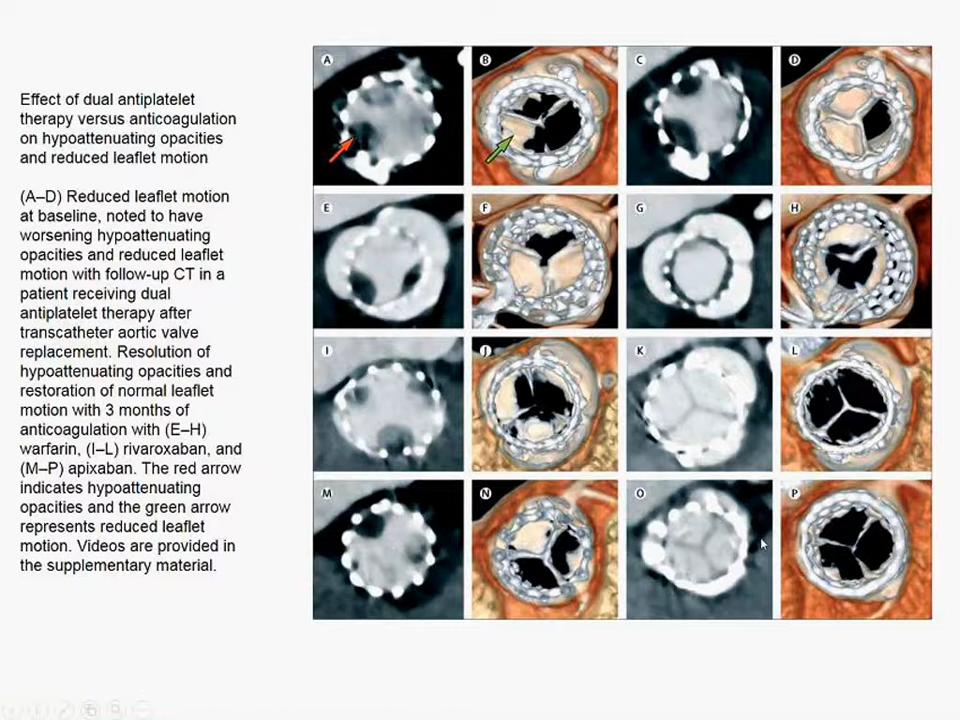 Effect of dual antiplatelet
therapy versus anticoagulation
on hypoattenuating opacities
and reduced leaflet motion
(A–D) Reduced leaflet motion
at baseline, noted to have
worsening hypoattenuating
opacities and reduced leaflet
motion with follow-up CT in a
patient receiving dual
antiplatelet therapy after
transcatheter aortic valve
replacement. Resolution of
hypoattenuating opacities and
restoration of normal leaflet
motion with 3 months of
anticoagulation with (E–H)
warfarin, (I–L) rivaroxaban, and
(M–P) apixaban. The red arrow
indicates hypoattenuating
opacities and the green arrow
represents reduced leaflet
motion. Videos are provided in
the supplementary material.
A B C D
E F G H
I J K L
M N O P